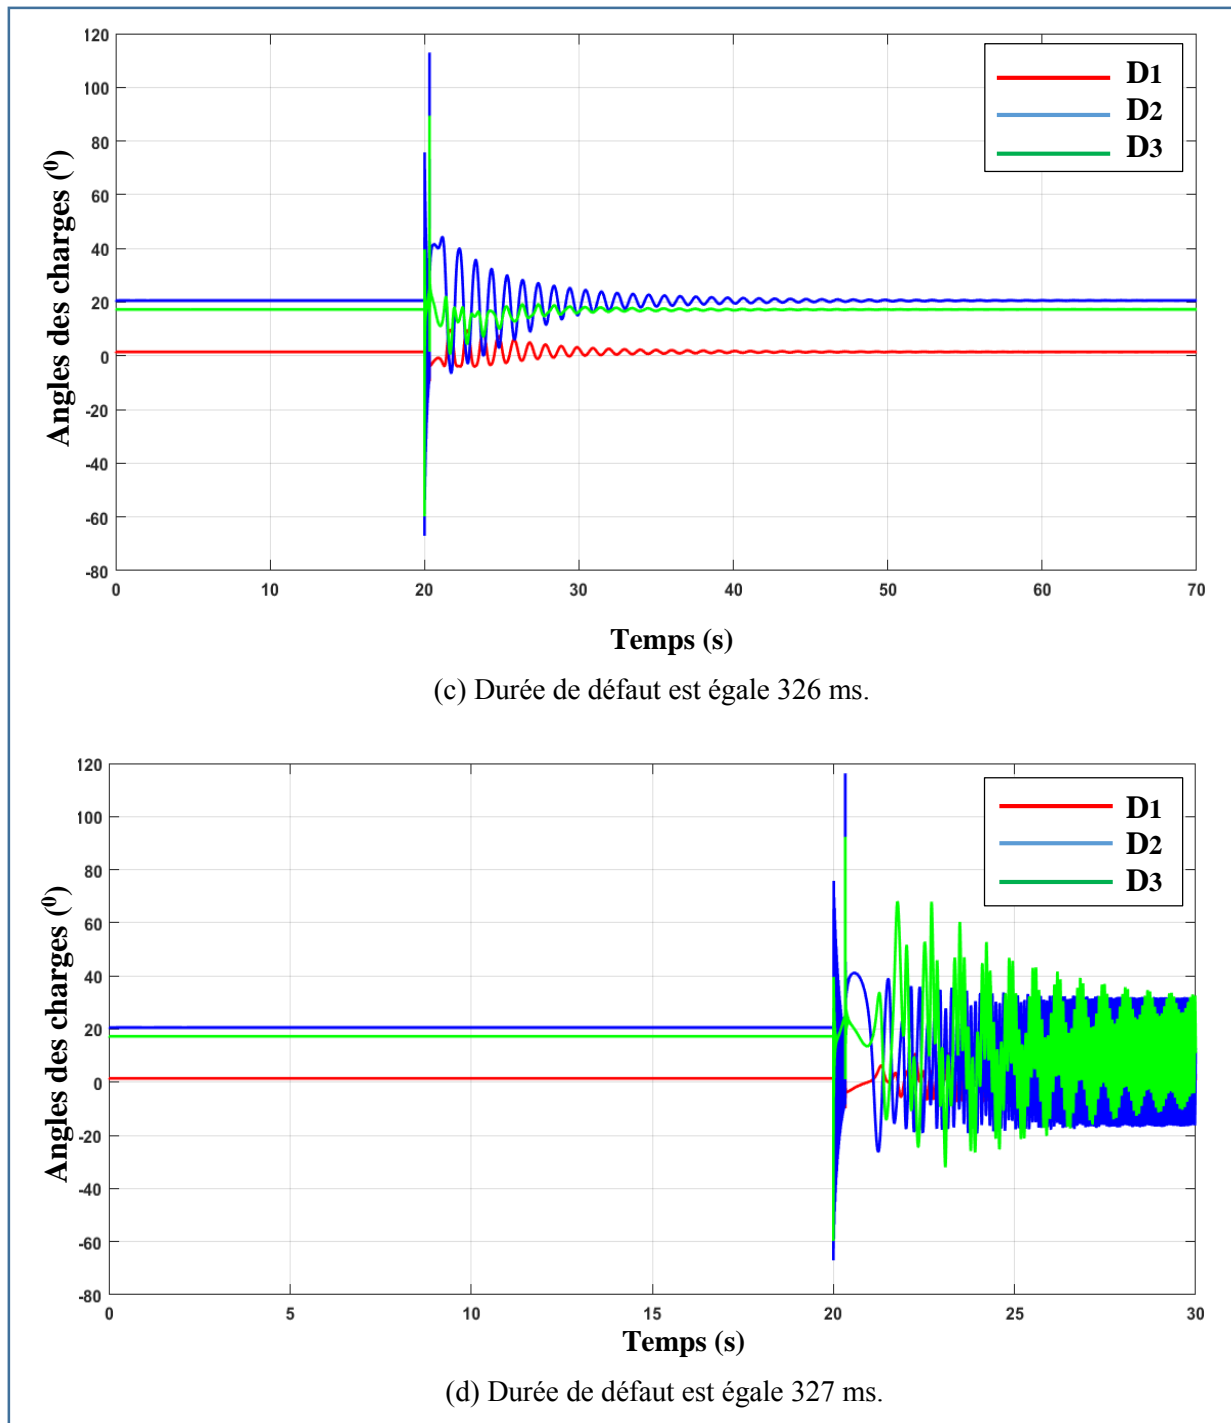 120
100
80
60
40
20
0
-20
-40
-60
-80
Angles des charges (⁰)
D1
D2
D3
0 10 20 30 40 50 60 70
Temps (s)
(c) Durée de défaut est égale 326 ms.
120
100
80
60
40
20
0
-20
-40
-60
-80
Angles des charges (⁰)
D1
D2
D3
0 5 10 15 20 25 30
Temps (s)
(d) Durée de défaut est égale 327 ms.